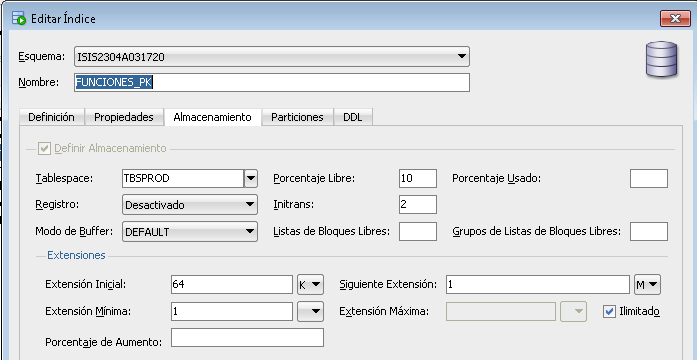 Editar Índice
Esquema: ISIS2304A031720
Nombre: FUNCIONES_PK
Definición Propiedades Almacenamiento Particiones DDL
Definir Almacenamiento
Tablespace: TBSPROD Porcentaje Libre: 10 Porcentaje Usado:
Registro: Desactivado Initrans: 2
Modo de Buffer: DEFAULT Listas de Bloques Libres: Grupos de Listas de Bloques Libres:
Extensiones
Extensión Inicial: 64 K Siguiente Extensión: 1 M
Extensión Mínima: 1 Extensión Máxima: Ilimitado
Porcentaje de Aumento: